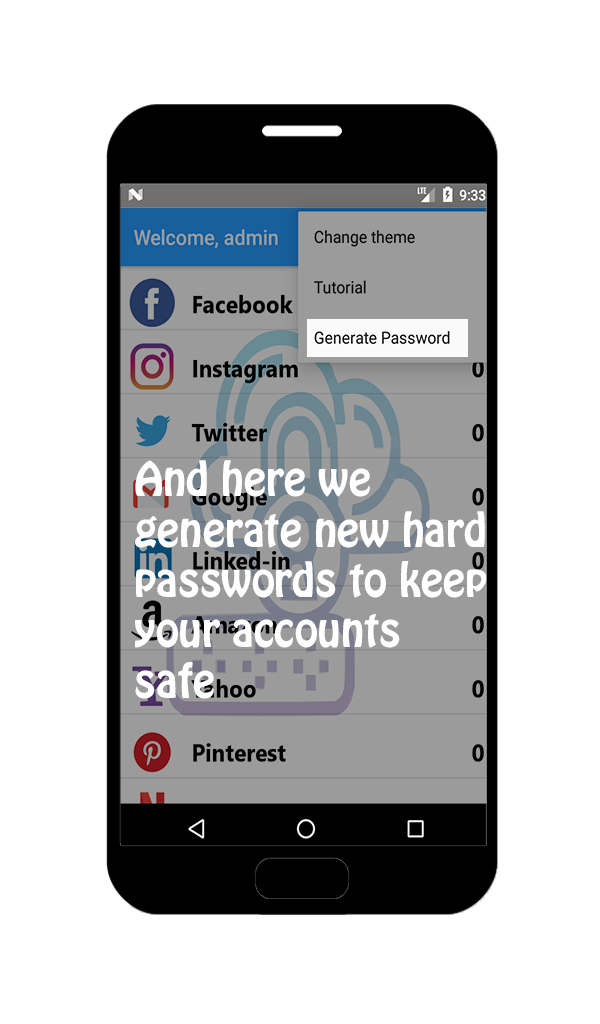 LTE 9:33
Welcome, admin
Change theme
Tutorial
Generate Password
Facebook
Instagram 0
Twitter 0
Google 0
Linked-in 0
Amazon 0
Yahoo 0
Pinterest 0
And here we
generate new hard
passwords to keep
your accounts
safe